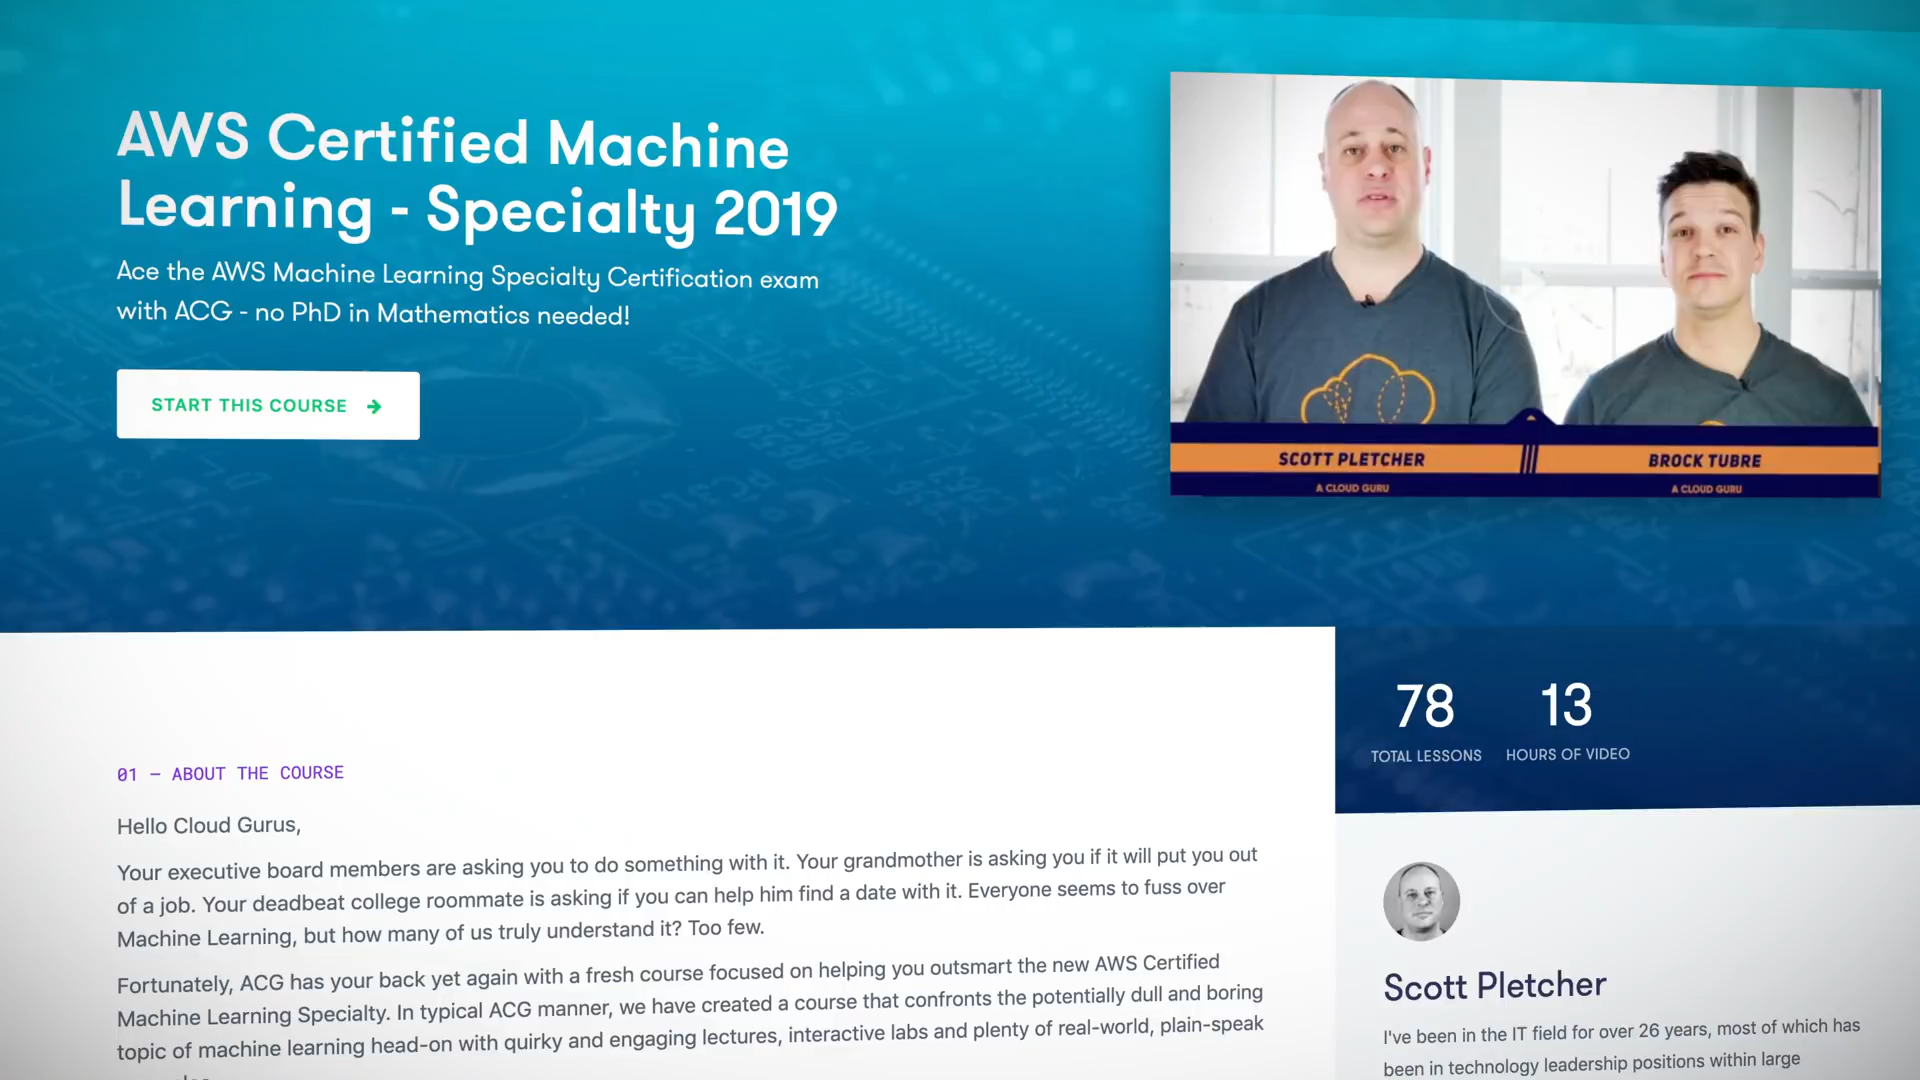 AWS Certified Machine
Learning - Specialty 2019
Ace the AWS Machine Learning Specialty Certification exam
with ACG - no PhD in Mathematics needed!
START THIS COURSE
SCOTT PLETCHER
A CLOUD GURU
BROCK TUBRE
A CLOUD GURU
78
TOTAL LESSONS
13
HOURS OF VIDEO
01 — ABOUT THE COURSE
Hello Cloud Gurus,
Your executive board members are asking you to do something with it. Your grandmother is asking you if it will put you out
of a job. Your deadbeat college roommate is asking if you can help him find a date with it. Everyone seems to fuss over
Machine Learning, but how many of us truly understand it? Too few.
Fortunately, ACG has your back yet again with a fresh course focused on helping you outsmart the new AWS Certified
Machine Learning Specialty. In typical ACG manner, we have created a course that confronts the potentially dull and boring
topic of machine learning head-on with quirky and engaging lectures, interactive labs and plenty of real-world, plain-speak
Scott Pletcher
I've been in the IT field for over 26 years, most of which has
been in technology leadership positions within large